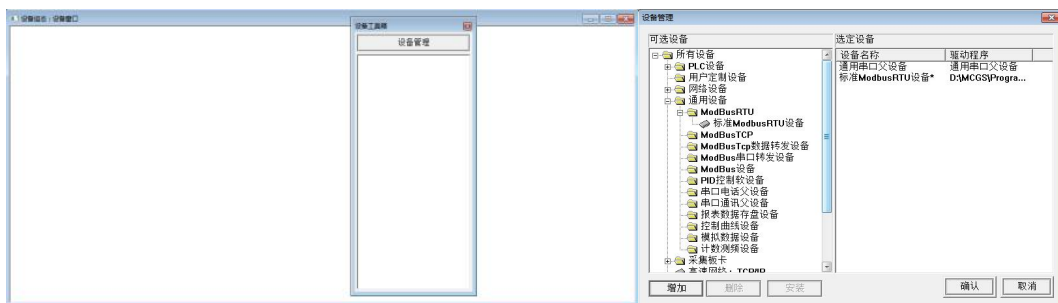 设备组态：设备窗口
设备工具箱
设备管理
设备管理
可选设备
所有设备
PLC设备
用户定制设备
网络设备
通用设备
ModBusRTU
标准ModbusRTU设备
ModBusTCP
ModBusTcp数据转发设备
ModBus串口转发设备
ModBus设备
PID控制软设备
串口电话父设备
串口通讯父设备
报表数据存盘设备
控制曲线设备
模拟数据设备
计数测频设备
采集板卡
高速网络：TCP/IP
选定设备
设备名称 驱动程序
通用串口父设备 通用串口父设备
标准ModbusRTU设备* D:\MCGS\Progra...
增加 删除 安装 确认 取消